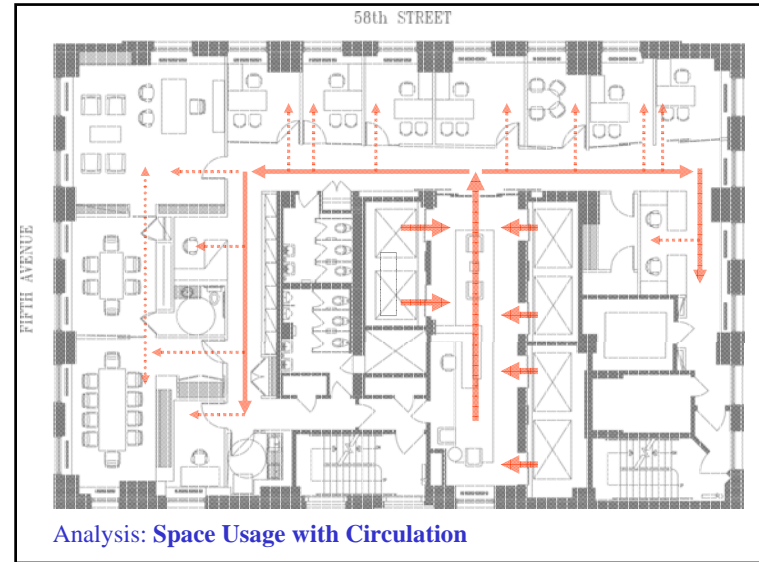 58th STREET
FIFTH AVENUE
Analysis: Space Usage with Circulation